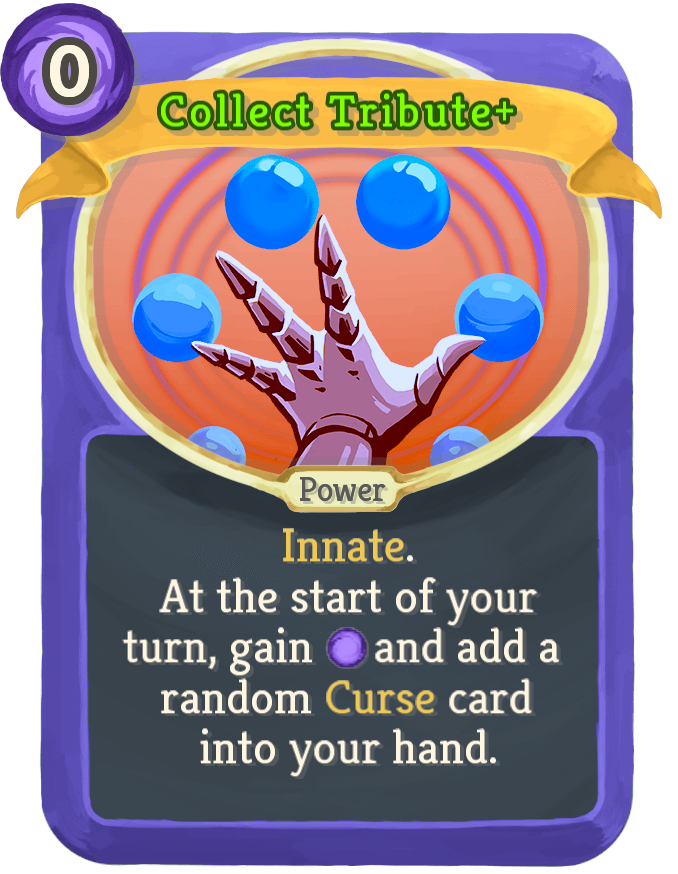 0
Collect Tribute+
Power
Innate.
At the start of your
turn, gain and add a
random Curse card
into your hand.